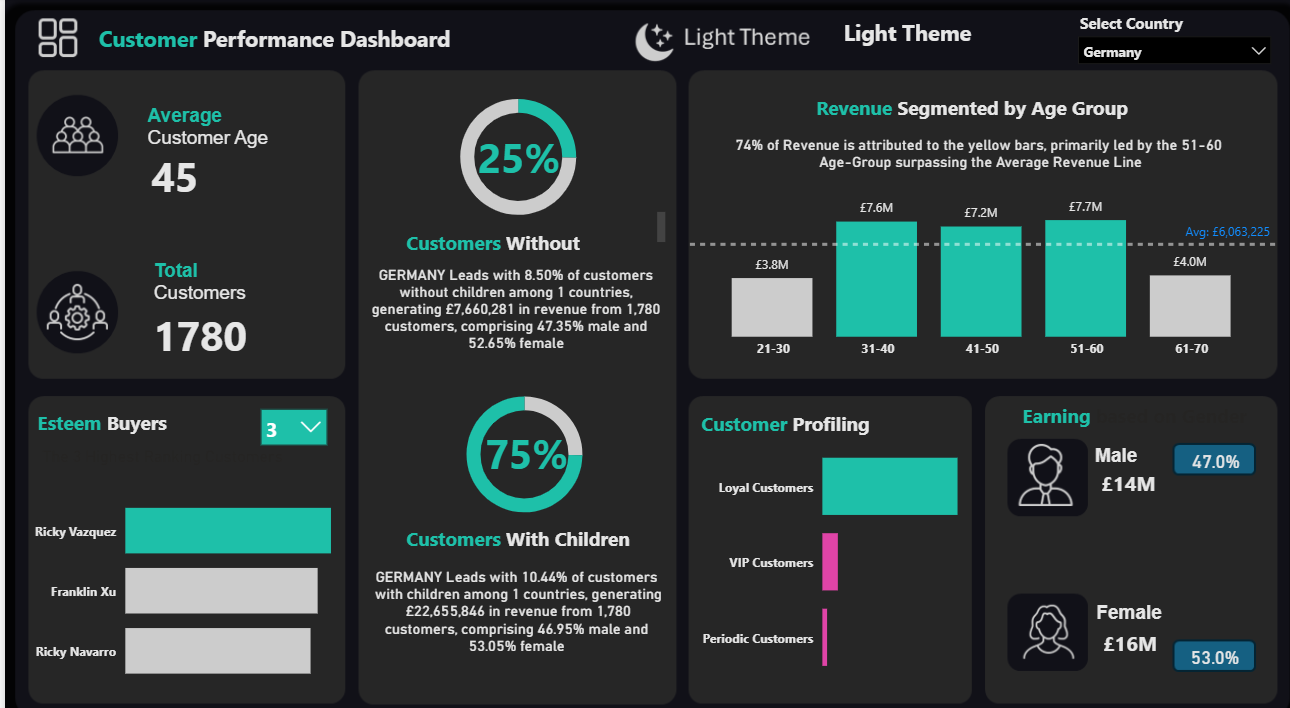 Customer Performance Dashboard
Light Theme
Light Theme
Select Country
Germany
Average
Customer Age
45
Total
Customers
1780
25%
Customers Without
GERMANY Leads with 8.50% of customers
without children among 1 countries,
generating £7,660,281 in revenue from 1,780
customers, comprising 47.35% male and
52.65% female
75%
Customers With Children
GERMANY Leads with 10.44% of customers
with children among 1 countries, generating
£22,655,846 in revenue from 1,780
customers, comprising 46.95% male and
53.05% female
Revenue Segmented by Age Group
74% of Revenue is attributed to the yellow bars, primarily led by the 51-60
Age-Group surpassing the Average Revenue Line
£7.6M
£7.2M
£7.7M
Avg: £6,063,225
£3.8M
£4.0M
21-30
31-40
41-50
51-60
61-70
Esteem Buyers
3
Ricky Vazquez
Franklin Xu
Ricky Navarro
Customer Profiling
Loyal Customers
VIP Customers
Periodic Customers
Earning
Male
£14M
47.0%
Female
£16M
53.0%